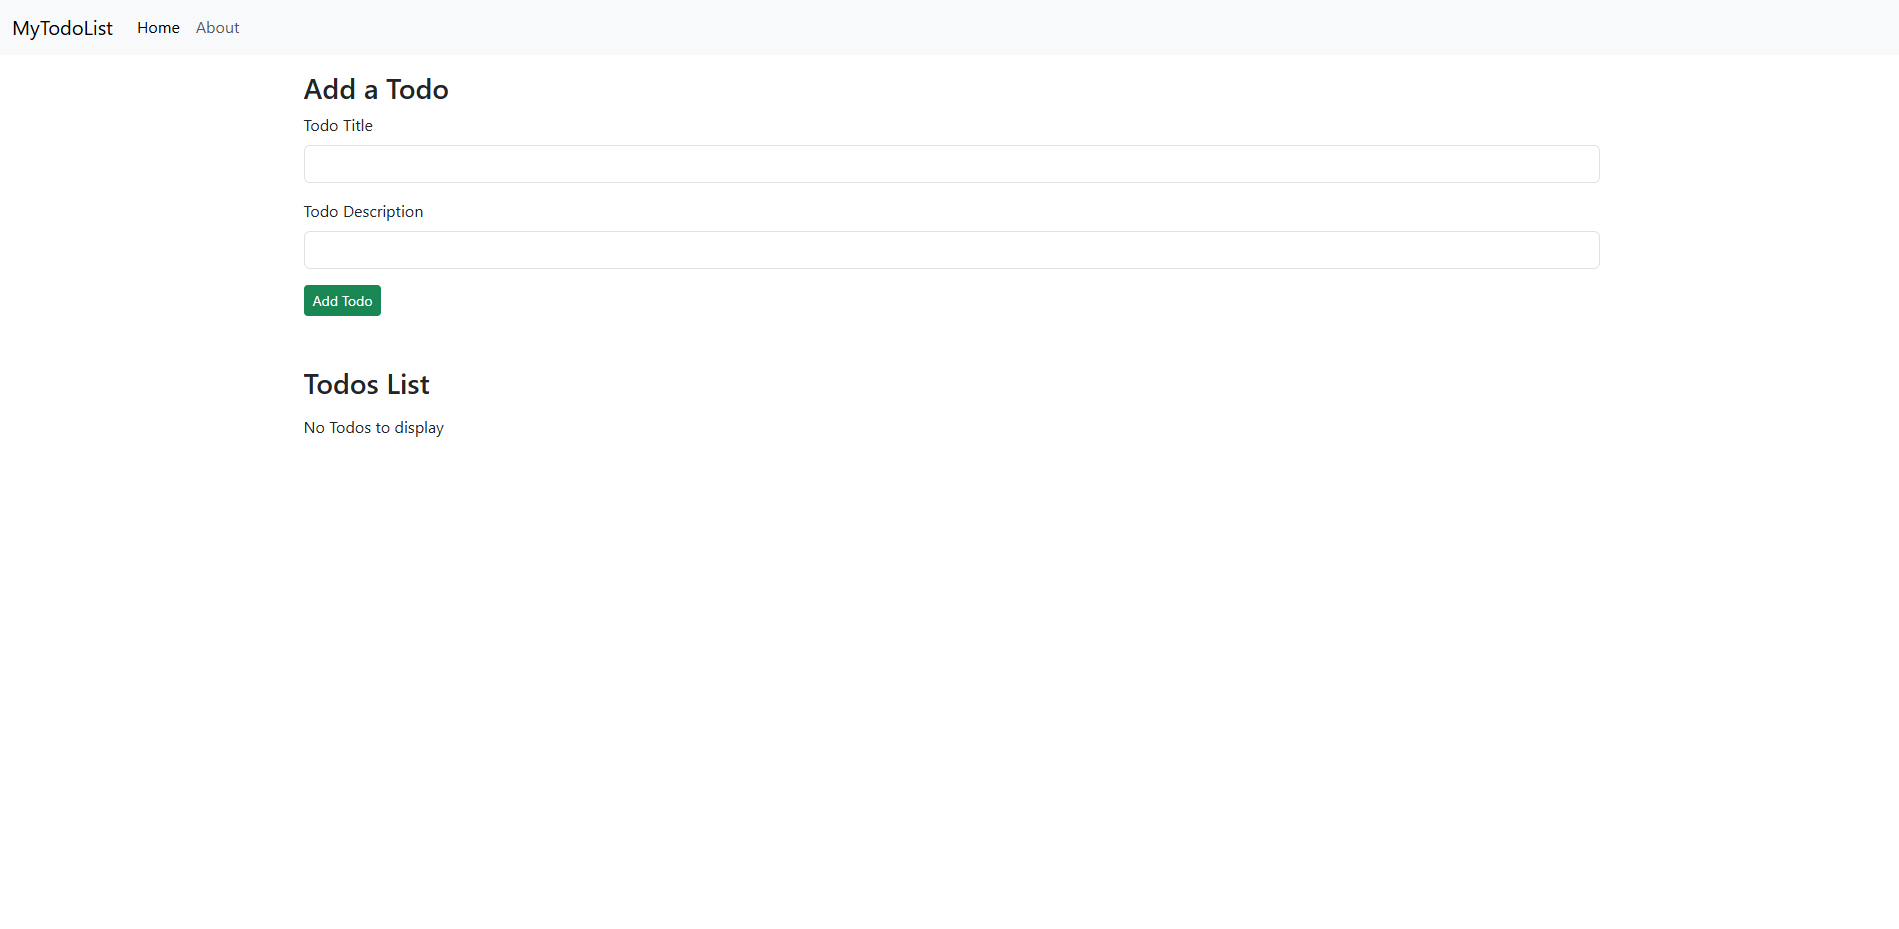 MyTodoList Home About
Add a Todo
Todo Title
Todo Description
Add Todo
Todos List
No Todos to display